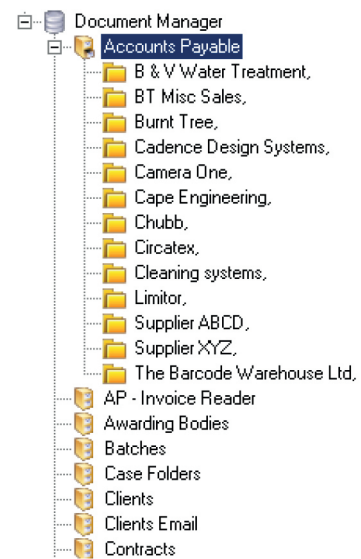 Document Manager
Accounts Payable
B & V Water Treatment,
BT Misc Sales,
Burnt Tree,
Cadence Design Systems,
Camera One,
Cape Engineering,
Chubb,
Circatex,
Cleaning systems,
Limitor,
Supplier ABCD,
Supplier XYZ,
The Barcode Warehouse Ltd,
AP - Invoice Reader
Awarding Bodies
Batches
Case Folders
Clients
Clients Email
Contracts